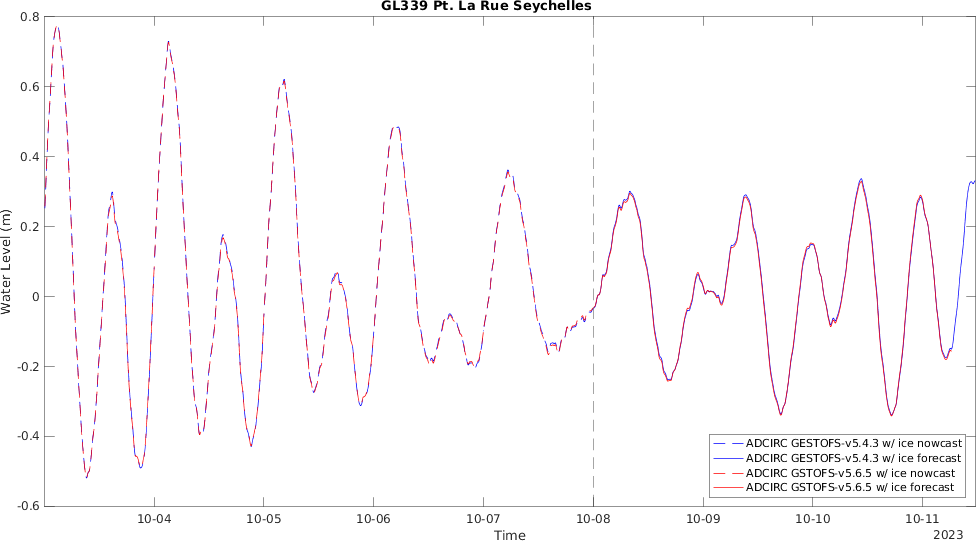 GL339 Pt. La Rue Seychelles
0.8
0.6
0.4
0.2
0
-0.2
-0.4
-0.6
Water Level (m)
ADCIRC GESTOFS-v5.4.3 w/ ice nowcast
ADCIRC GESTOFS-v5.4.3 w/ ice forecast
ADCIRC GSTOFS-v5.6.5 w/ ice nowcast
ADCIRC GSTOFS-v5.6.5 w/ ice forecast
10-04 10-05 10-06 10-07 10-08 10-09 10-10 10-11
Time
2023